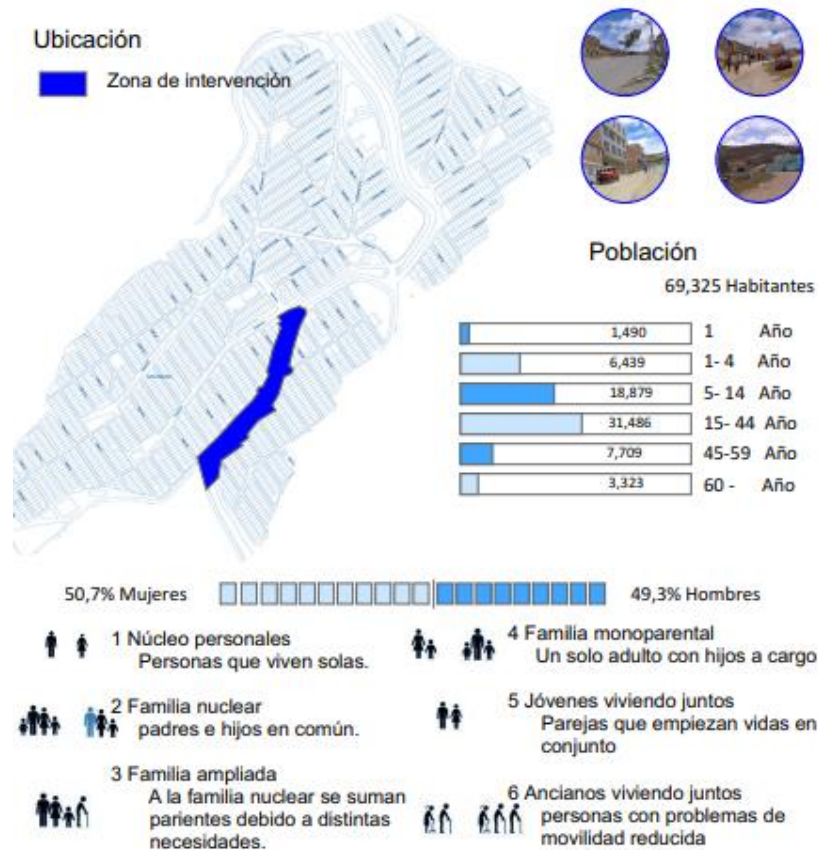 Ubicación
Zona de intervención
Población
69,325 Habitantes
1,490 1 Año
6,439 1- 4 Año
18,879 5- 14 Año
31,486 15- 44 Año
7,709 45-59 Año
3,323 60 - Año
50,7% Mujeres
49,3% Hombres
1 Núcleo personales
Personas que viven solas.
2 Familia nuclear
padres e hijos en común.
3 Familia ampliada
A la familia nuclear se suman
parientes debido a distintas
necesidades.
4 Familia monoparental
Un solo adulto con hijos a cargo
5 Jóvenes viviendo juntos
Parejas que empiezan vidas en
conjunto
6 Ancianos viviendo juntos
personas con problemas de
movilidad reducida